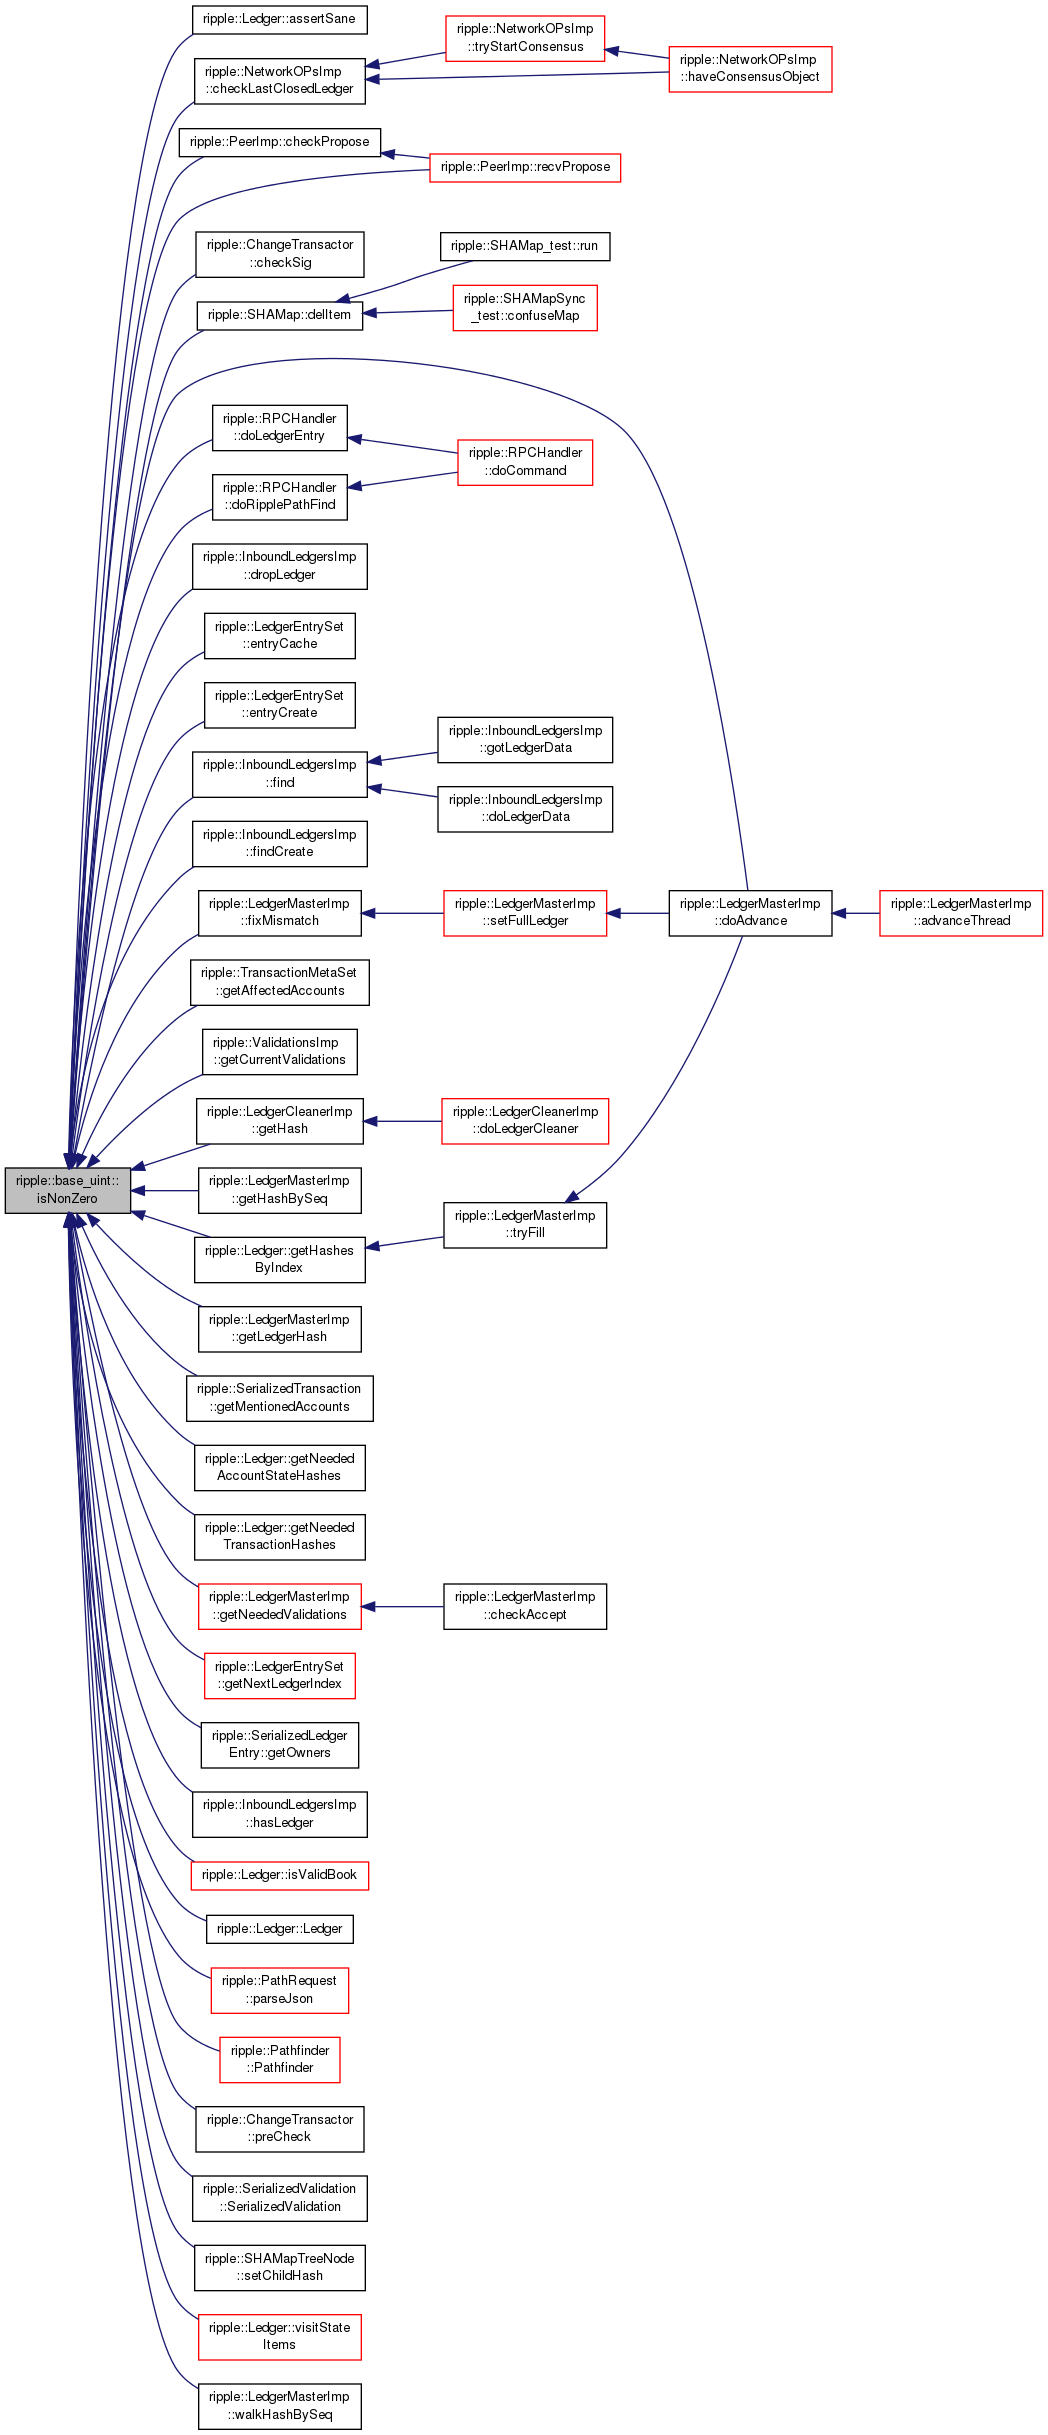 ripple::Ledger::assertSane
ripple::NetworkOPsImp
::tryStartConsensus
ripple::NetworkOPsImp
::checkLastClosedLedger
ripple::NetworkOPsImp
::haveConsensusObject
ripple::PeerImp::checkPropose
ripple::PeerImp::recvPropose
ripple::ChangeTransactor
::checkSig
ripple::SHAMap_test::run
ripple::SHAMap::delItem
ripple::SHAMapSync
_test::confuseMap
ripple::RPCHandler
::doLedgerEntry
ripple::RPCHandler
::doCommand
ripple::RPCHandler
::doRipplePathFind
ripple::InboundLedgersImp
::dropLedger
ripple::LedgerEntrySet
::entryCache
ripple::LedgerEntrySet
::entryCreate
ripple::InboundLedgersImp
::gotLedgerData
ripple::InboundLedgersImp
::find
ripple::InboundLedgersImp
::doLedgerData
ripple::InboundLedgersImp
::findCreate
ripple::LedgerMasterImp
::fixMismatch
ripple::LedgerMasterImp
::setFullLedger
ripple::LedgerMasterImp
::doAdvance
ripple::LedgerMasterImp
::advanceThread
ripple::TransactionMetaSet
::getAffectedAccounts
ripple::ValidationsImp
::getCurrentValidations
ripple::LedgerCleanerImp
::getHash
ripple::LedgerCleanerImp
::doLedgerCleaner
ripple::base_uint::
isNonZero
ripple::LedgerMasterImp
::getHashBySeq
ripple::LedgerMasterImp
::tryFill
ripple::Ledger::getHashes
ByIndex
ripple::LedgerMasterImp
::getLedgerHash
ripple::SerializedTransaction
::getMentionedAccounts
ripple::Ledger::getNeeded
AccountStateHashes
ripple::Ledger::getNeeded
TransactionHashes
ripple::LedgerMasterImp
::getNeededValidations
ripple::LedgerMasterImp
::checkAccept
ripple::LedgerEntrySet
::getNextLedgerIndex
ripple::SerializedLedger
Entry::getOwners
ripple::InboundLedgersImp
::hasLedger
ripple::Ledger::isValidBook
ripple::Ledger::Ledger
ripple::PathRequest
::parseJson
ripple::Pathfinder
::Pathfinder
ripple::ChangeTransactor
::preCheck
ripple::SerializedValidation
::SerializedValidation
ripple::SHAMapTreeNode
::setChildHash
ripple::Ledger::visitState
Items
ripple::LedgerMasterImp
::walkHashBySeq